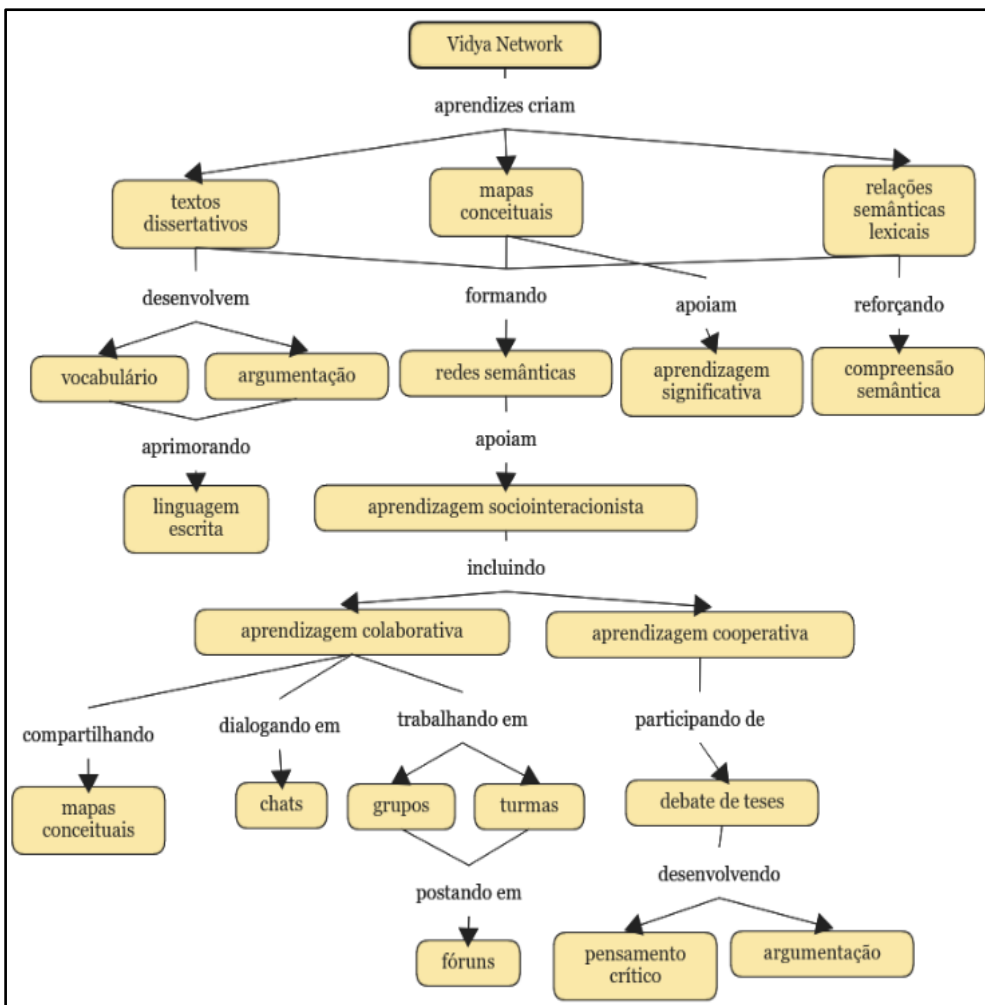 Vidya Network
aprendizes criam
textos
dissertativos
mapas
conceituais
relações
semânticas
lexicais
desenvolvem
formando
apoiam
reforçando
vocabulário
argumentação
redes semânticas
aprendizagem
significativa
compreensão
semântica
aprimorando
apoiam
linguagem
escrita
aprendizagem sociointeracionista
incluindo
aprendizagem colaborativa
aprendizagem cooperativa
compartilhando
dialogando em
trabalhando em
participando de
mapas
conceituais
chats
grupos
turmas
debate de teses
postando em
desenvolvendo
fóruns
pensamento
crítico
argumentação